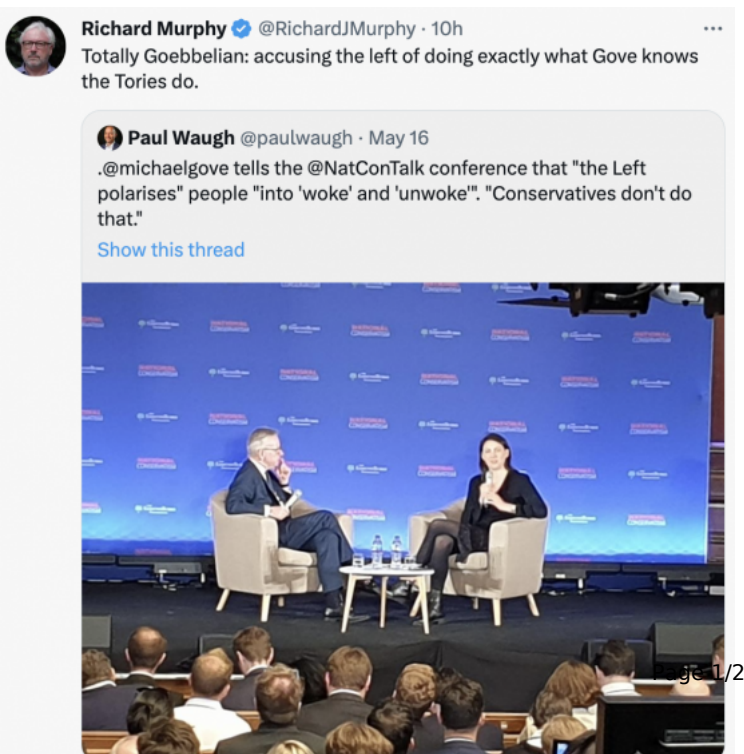 Richard Murphy @RichardJMurphy · 10h
Totally Goebbelian: accusing the left of doing exactly what Gove knows
the Tories do.
Paul Waugh @paulwaugh · May 16
.@michaelgove tells the @NatConTalk conference that "the Left
polarises" people "into 'woke' and 'unwoke'". "Conservatives don't do
that."
Show this thread
NATIONAL
CONSERVATISM
Page 1/2